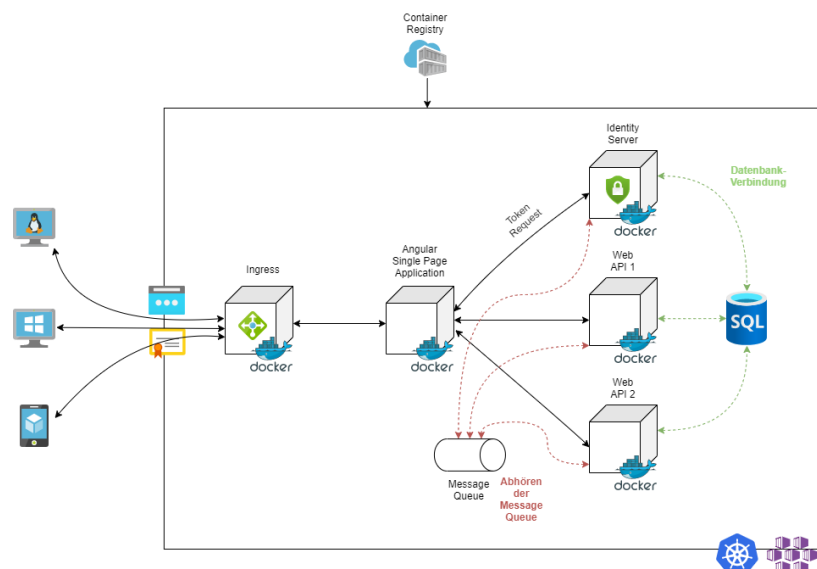 Container
Registry
Identity
Server
Datenbank-
Verbindung
docker
Token
Request
Angular
Single Page
Application
Ingress
Web
API 1
SQL
docker
docker
docker
Web
API 2
docker
Message
Queue
Abhören
der
Message
Queue